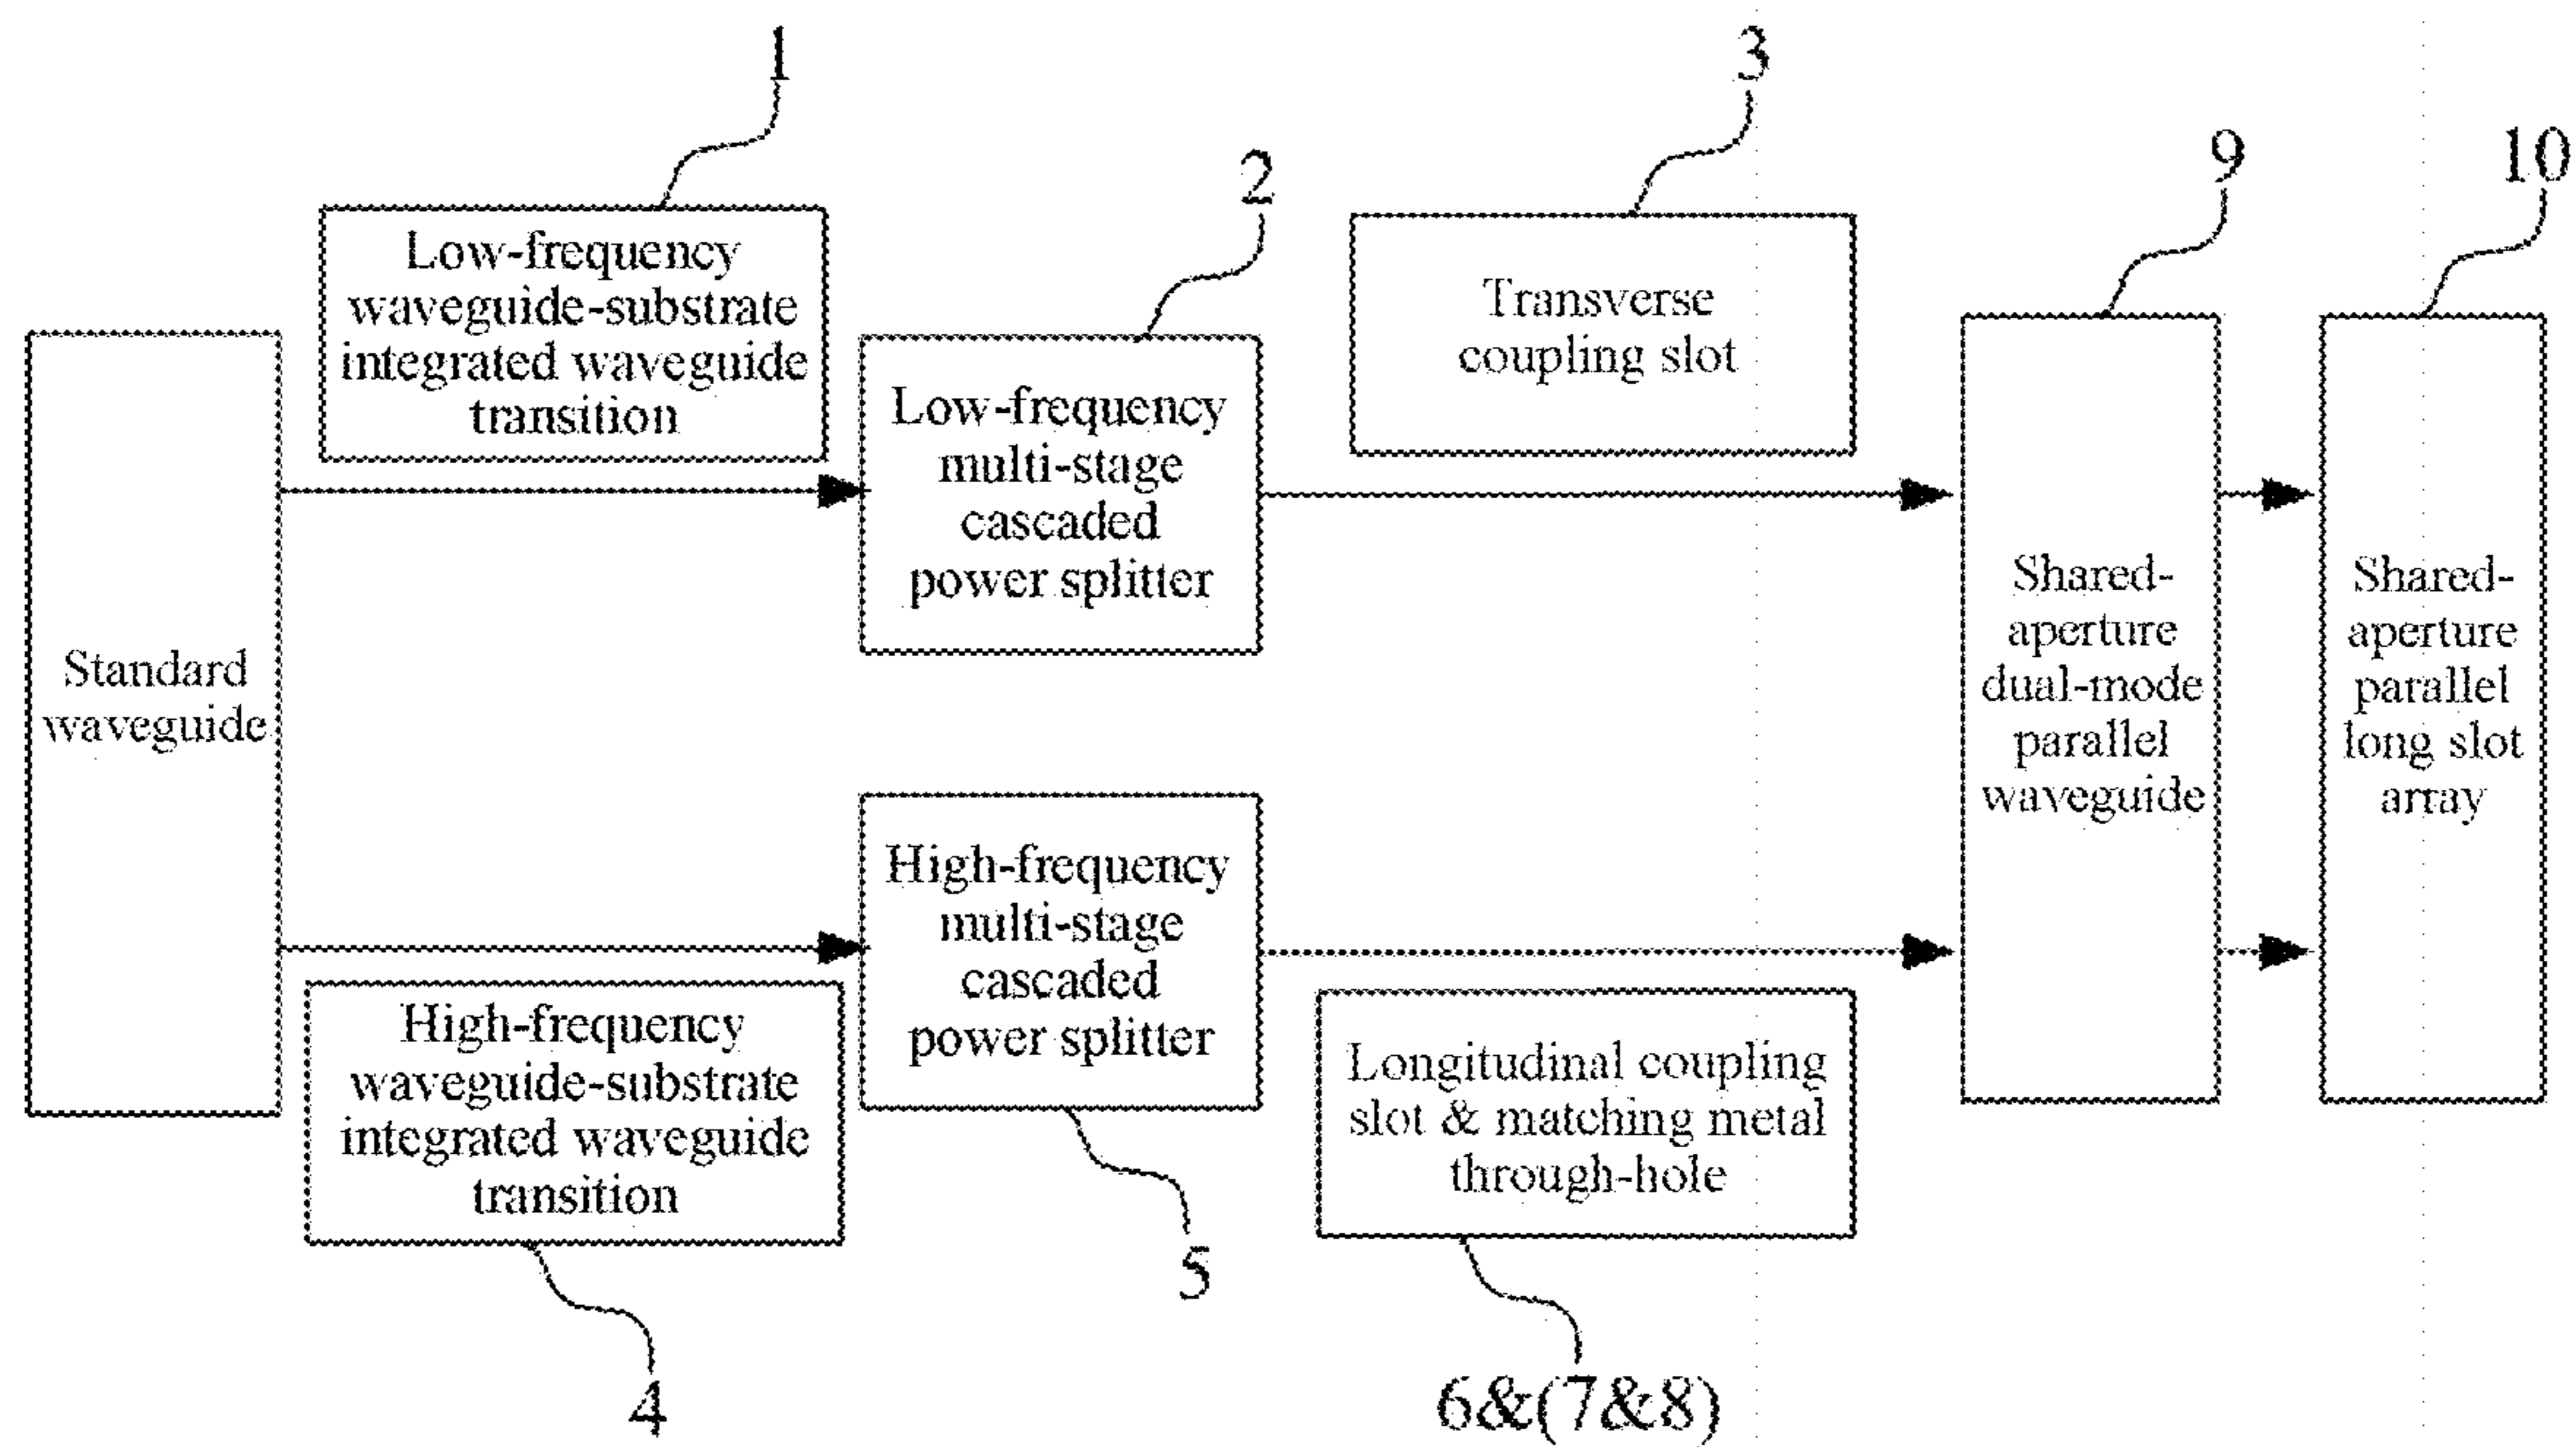 1
3
2
9
10
Low-frequency
waveguide-substrate
integrated waveguide
transition
Transverse
coupling slot
Low-frequency
multi-stage
cascaded
power splitter
Standard
waveguide
Shared-
aperture
dual-mode
parallel
waveguide
Shared-
aperture
parallel
long slot
array
High-frequency
multi-stage
cascaded
power splitter
High-frequency
waveguide-substrate
integrated waveguide
transition
Longitudinal coupling
slot & matching metal
through-hole
5
4
6&(7&8)